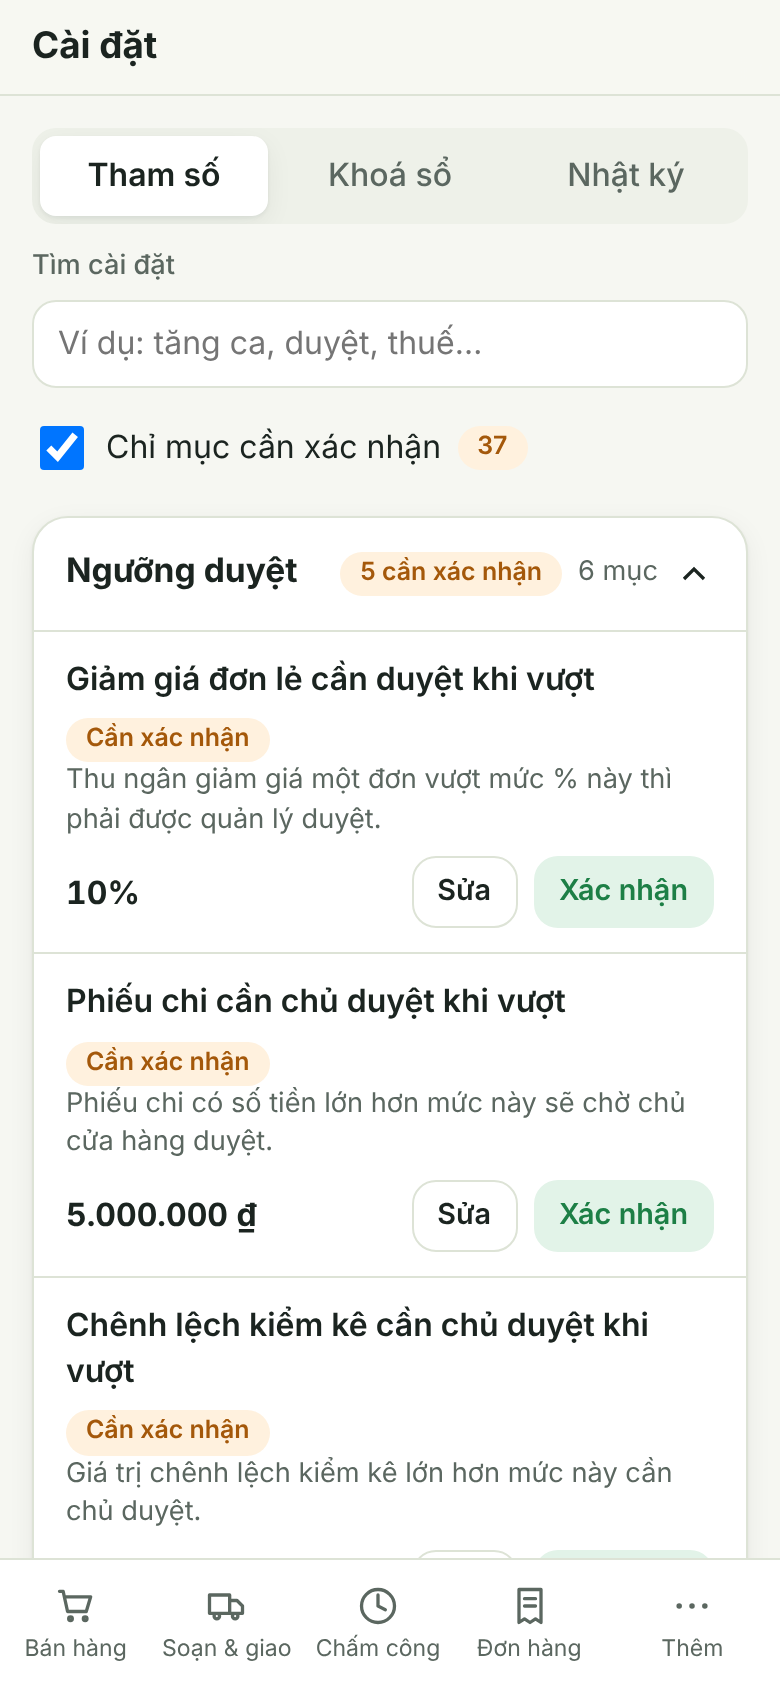 Cài đặt
Tham số
Khoá sổ
Nhật ký
Tìm cài đặt
Ví dụ: tăng ca, duyệt, thuế...
Chỉ mục cần xác nhận 37
Ngưỡng duyệt 5 cần xác nhận 6 mục
Giảm giá đơn lẻ cần duyệt khi vượt
Cần xác nhận
Thu ngân giảm giá một đơn vượt mức % này thì
phải được quản lý duyệt.
10% Sửa Xác nhận
Phiếu chi cần chủ duyệt khi vượt
Cần xác nhận
Phiếu chi có số tiền lớn hơn mức này sẽ chờ chủ
cửa hàng duyệt.
5.000.000 ₫ Sửa Xác nhận
Chênh lệch kiểm kê cần chủ duyệt khi
vượt
Cần xác nhận
Giá trị chênh lệch kiểm kê lớn hơn mức này cần
chủ duyệt.
Bán hàng
Soạn & giao
Chấm công
Đơn hàng
Thêm